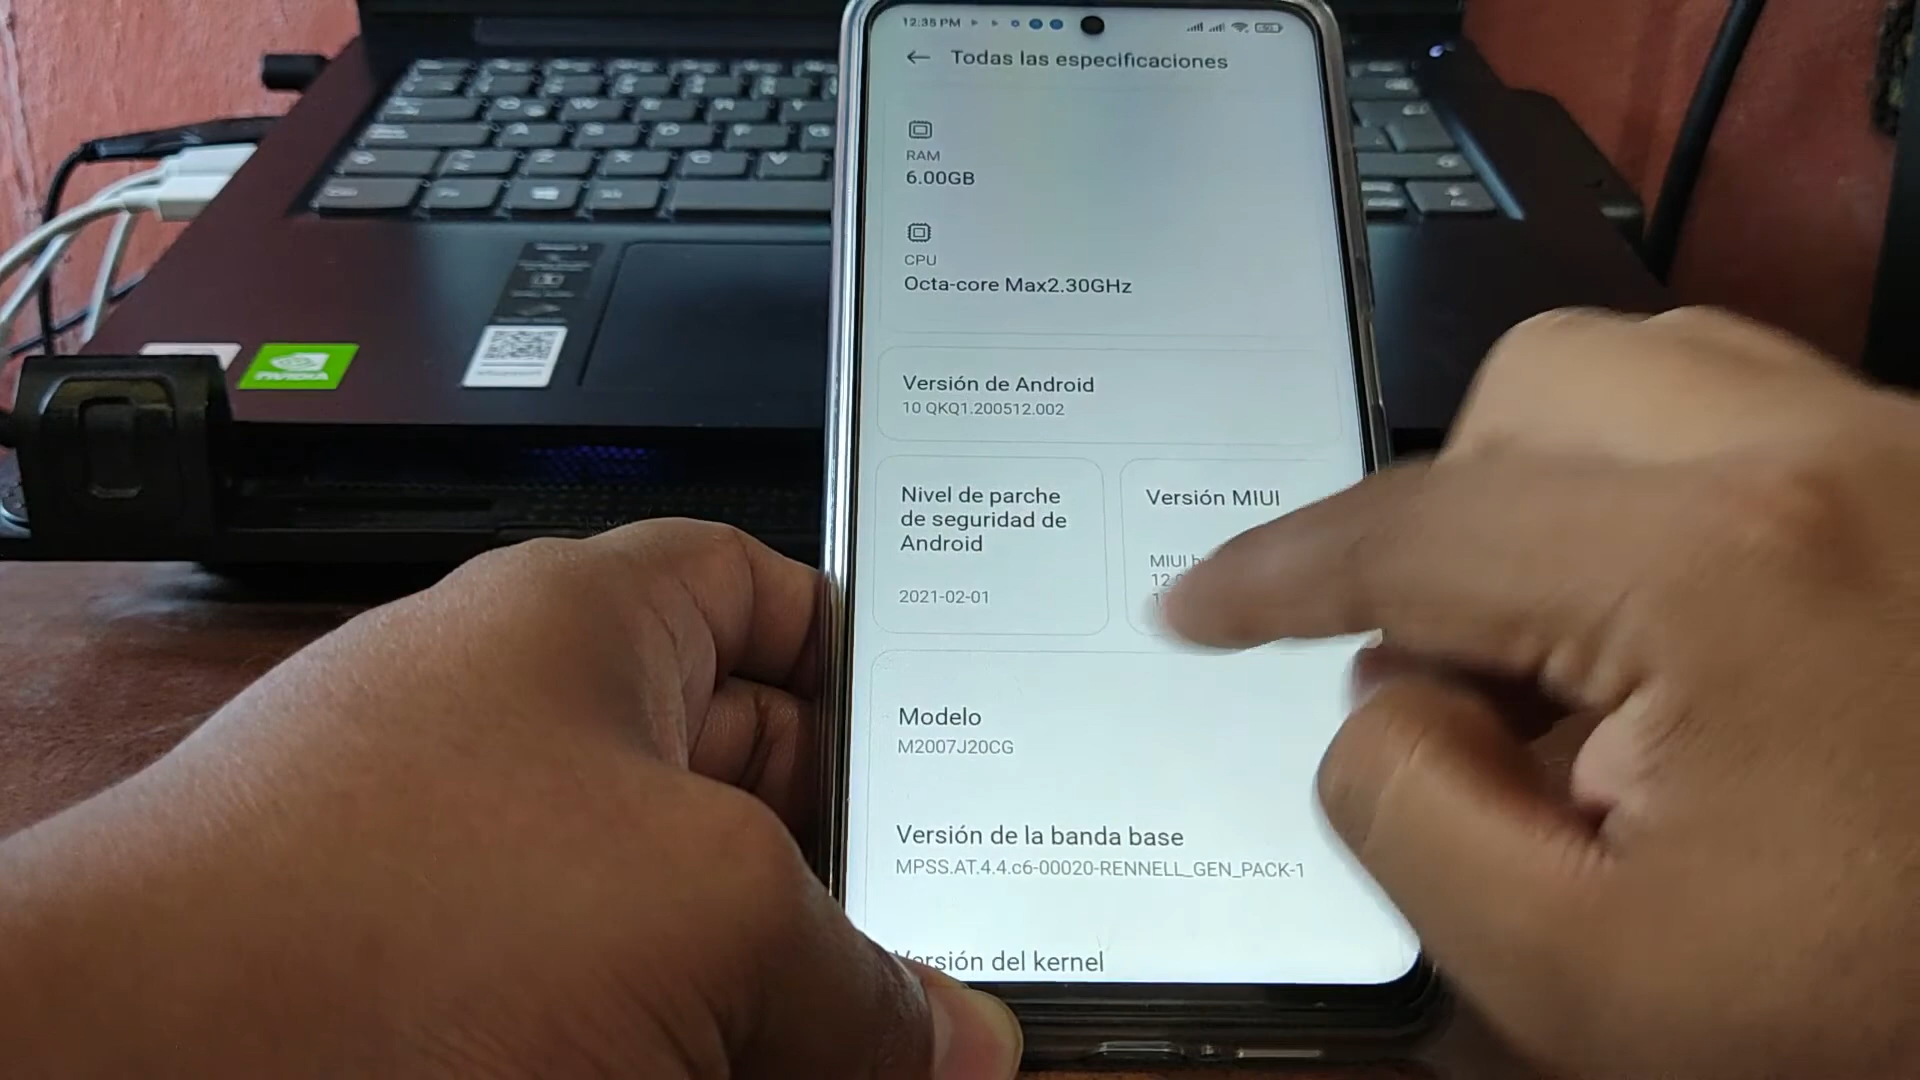 12:35 PM
Todas las especificaciones
RAM
6.00GB
CPU
Octa-core Max2.30GHz
Versión de Android
10 QKQ1.200512.002
Nivel de parche
de seguridad de
Android
2021-02-01
Versión MIUI
MIUI
Modelo
M2007J20CG
Versión de la banda base
MPSS.AT.4.4.c6-00020-RENNELL_GEN_PACK-1
Versión del kernel
NVIDIA